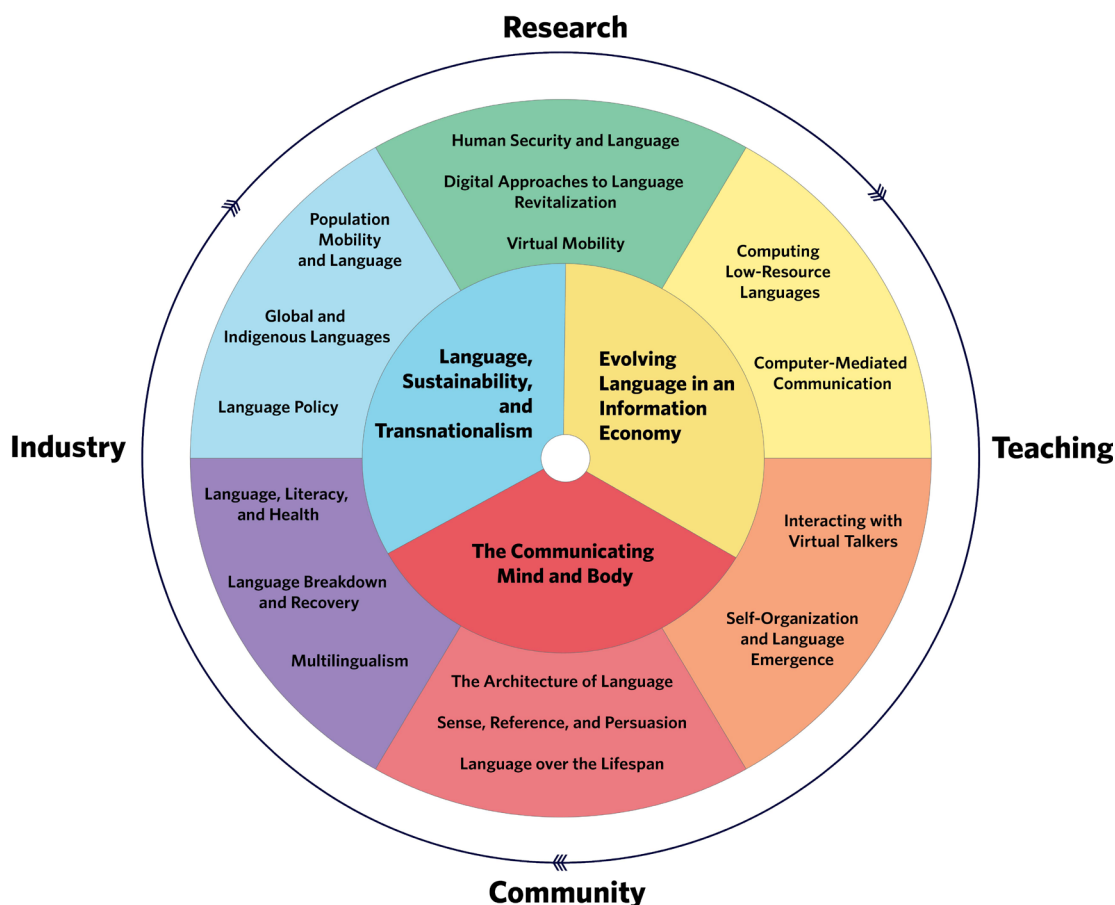 Research
Human Security and Language
Digital Approaches to Language
Revitalization
Virtual Mobility
Population
Mobility
and Language
Global and
Indigenous Languages
Language Policy
Computing
Low-Resource
Languages
Computer-Mediated
Communication
Language,
Sustainability,
and
Transnationalism
Evolving
Language in an
Information
Economy
Industry
Teaching
The Communicating
Mind and Body
Language, Literacy,
and Health
Language Breakdown
and Recovery
Multilingualism
Interacting with
Virtual Talkers
Self-Organization
and Language
Emergence
The Architecture of Language
Sense, Reference, and Persuasion
Language over the Lifespan
Community